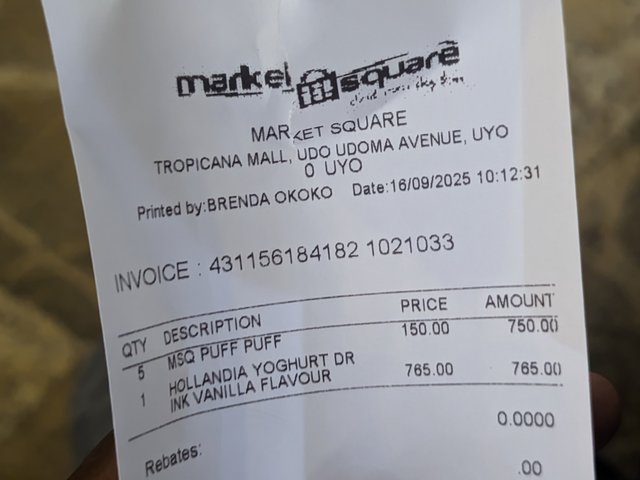 market square
MARKET SQUARE
TROPICANA MALL, UDO UDOMA AVENUE, UYO
0 UYO
Printed by:BRENDA OKOKO Date:16/09/2025 10:12:31
INVOICE : 431156184182 1021033
QTY DESCRIPTION PRICE AMOUNT
5 MSQ PUFF PUFF 150.00 750.00
1 HOLLANDIA YOGHURT DR 765.00 765.00
INK VANILLA FLAVOUR
0.0000
Rebates: .00